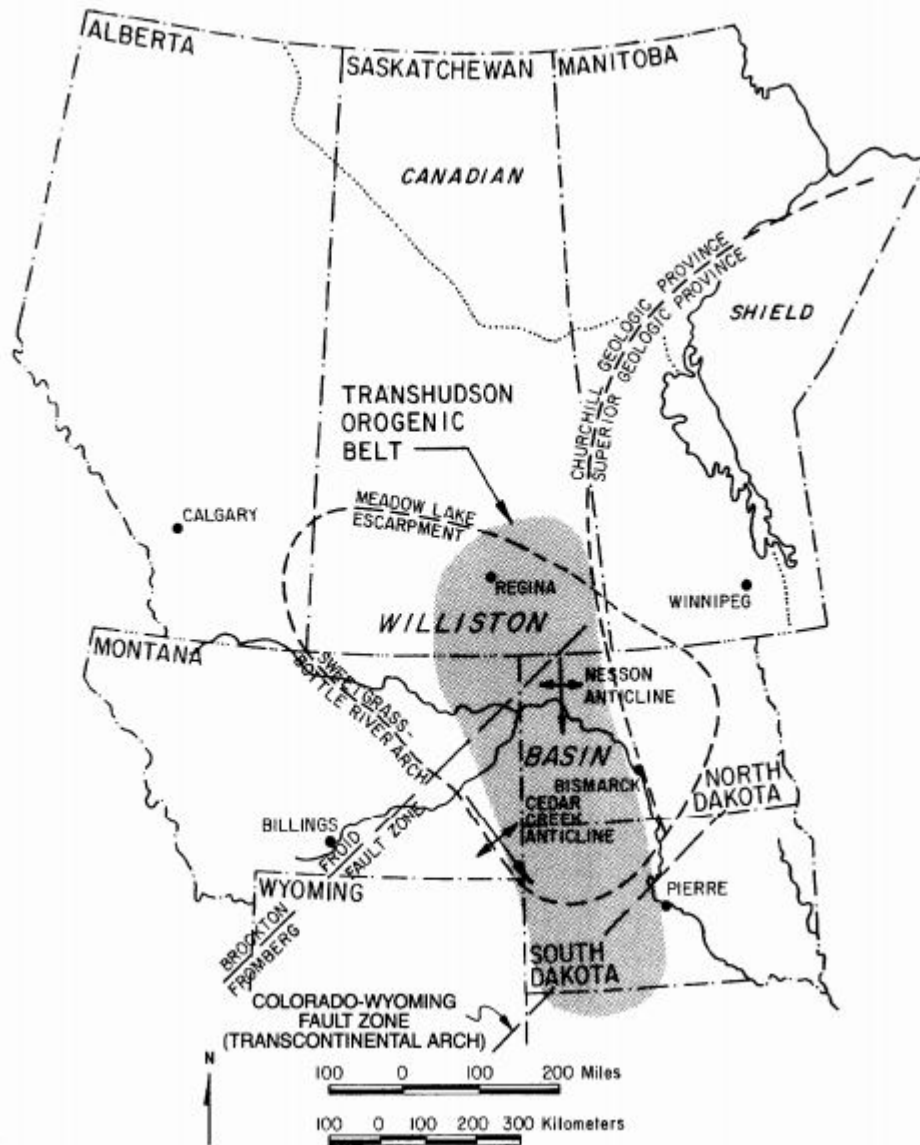 ALBERTA
SASKATCHEWAN
MANITOBA
CANADIAN
CHURCHILL GEOLOGIC PROVINCE
SUPERIOR GEOLOGIC PROVINCE
SHIELD
TRANSHUDSON
OROGENIC
BELT
CALGARY
MEADOW LAKE
ESCARPMENT
REGINA
WINNIPEG
WILLISTON
MONTANA
SWEETGRASS-
BOTTLE RIVER ARCH
NESSON
ANTICLINE
BASIN
BISMARCK
NORTH
DAKOTA
CEDAR
CREEK
ANTICLINE
BILLINGS
BROCKTON FROID
FROMBERG FAULT ZONE
WYOMING
PIERRE
SOUTH
DAKOTA
COLORADO-WYOMING
FAULT ZONE
(TRANSCONTINENTAL ARCH)
N
100 0 100 200 Miles
100 0 100 200 300 Kilometers